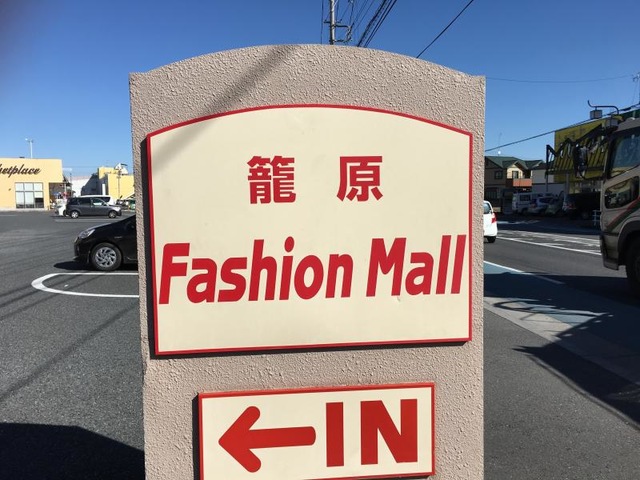 籠原
Fashion Mall
←IN